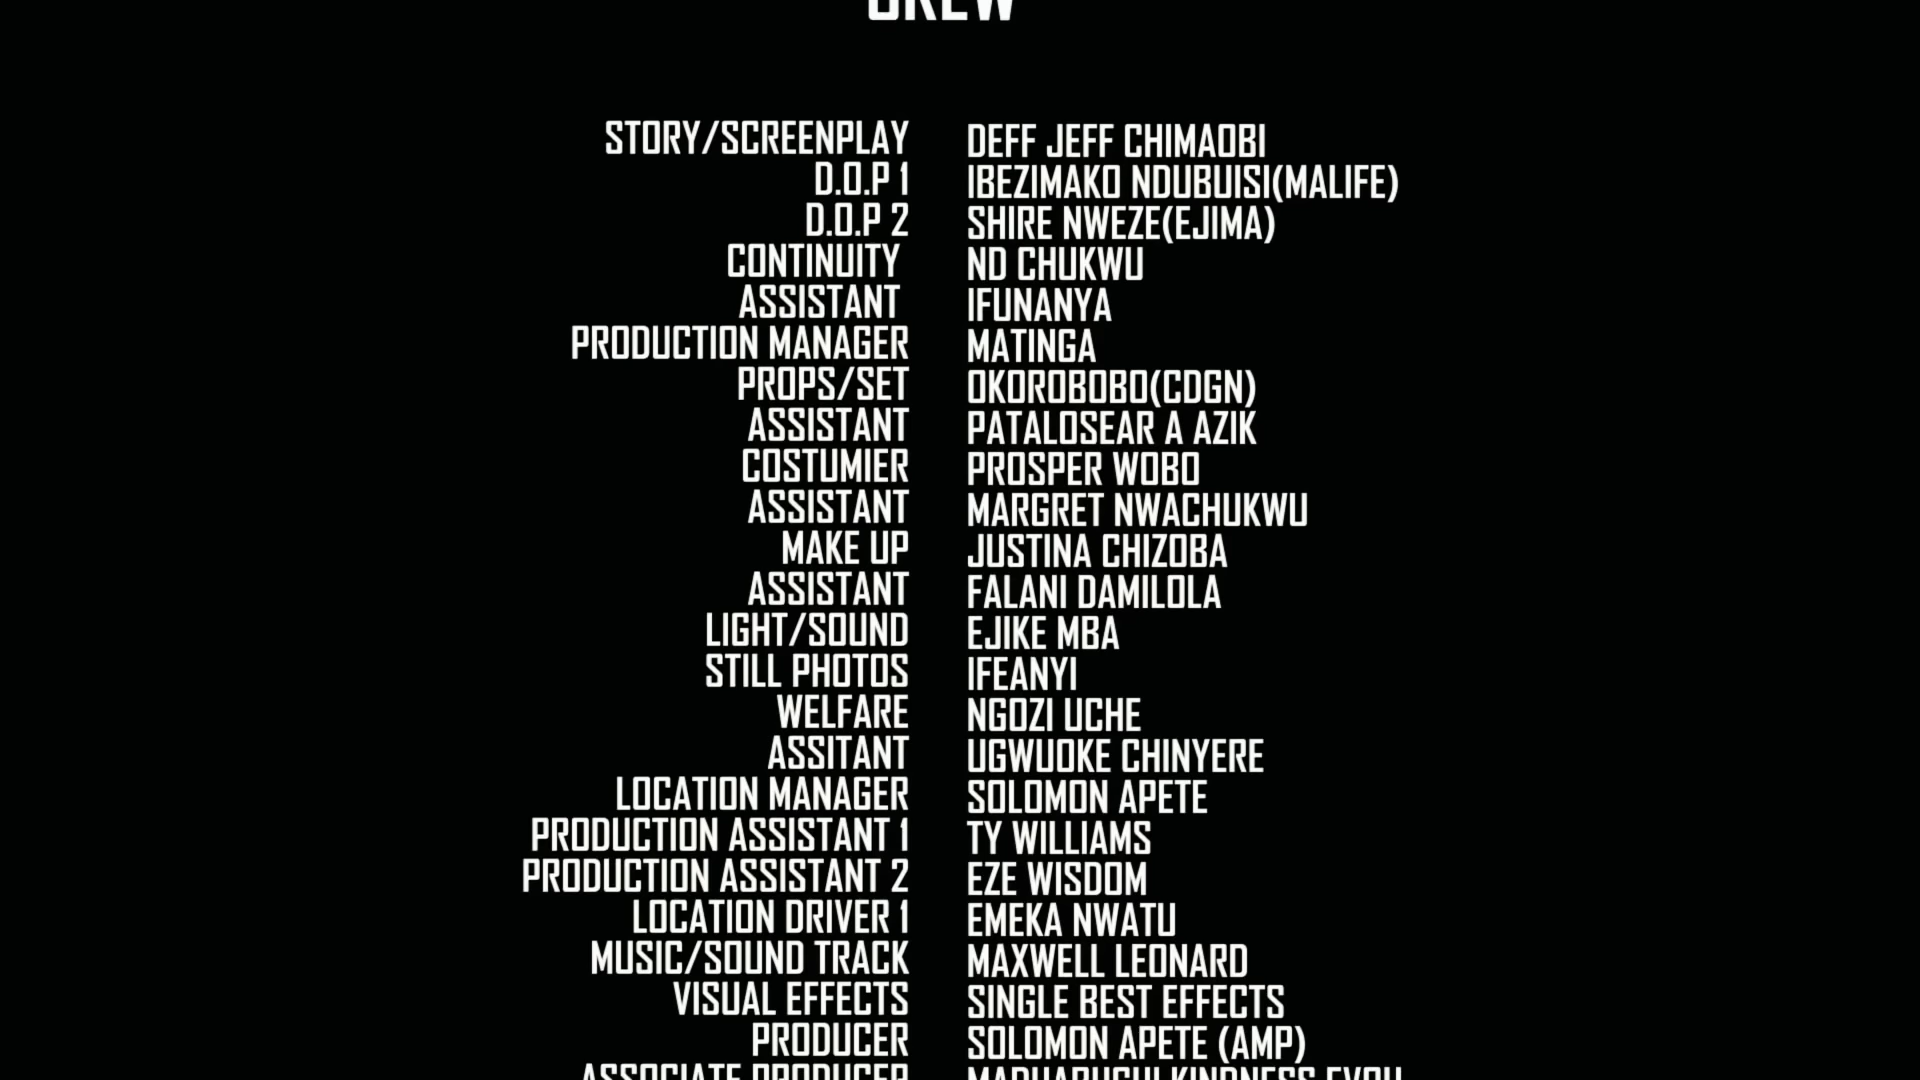 CREW
STORY/SCREENPLAY DEFF JEFF CHIMAOBI
D.O.P 1 IBEZIMAKO NDUBUISI(MALIFE)
D.O.P 2 SHIRE NWEZE(EJIMA)
CONTINUITY ND CHUKWU
ASSISTANT IFUNANYA
PRODUCTION MANAGER MATINGA
PROPS/SET OKOROBOBO(CDGN)
ASSISTANT PATALOSEAR A AZIK
COSTUMIER PROSPER WOBO
ASSISTANT MARGRET NWACHUKWU
MAKE UP JUSTINA CHIZOBA
ASSISTANT FALANI DAMILOLA
LIGHT/SOUND EJIKE MBA
STILL PHOTOS IFEANYI
WELFARE NGOZI UCHE
ASSITANT UGWUOKE CHINYERE
LOCATION MANAGER SOLOMON APETE
PRODUCTION ASSISTANT 1 TY WILLIAMS
PRODUCTION ASSISTANT 2 EZE WISDOM
LOCATION DRIVER 1 EMEKA NWATU
MUSIC/SOUND TRACK MAXWELL LEONARD
VISUAL EFFECTS SINGLE BEST EFFECTS
PRODUCER SOLOMON APETE (AMP)
ASSOCIATE PRODUCER KINDNESS